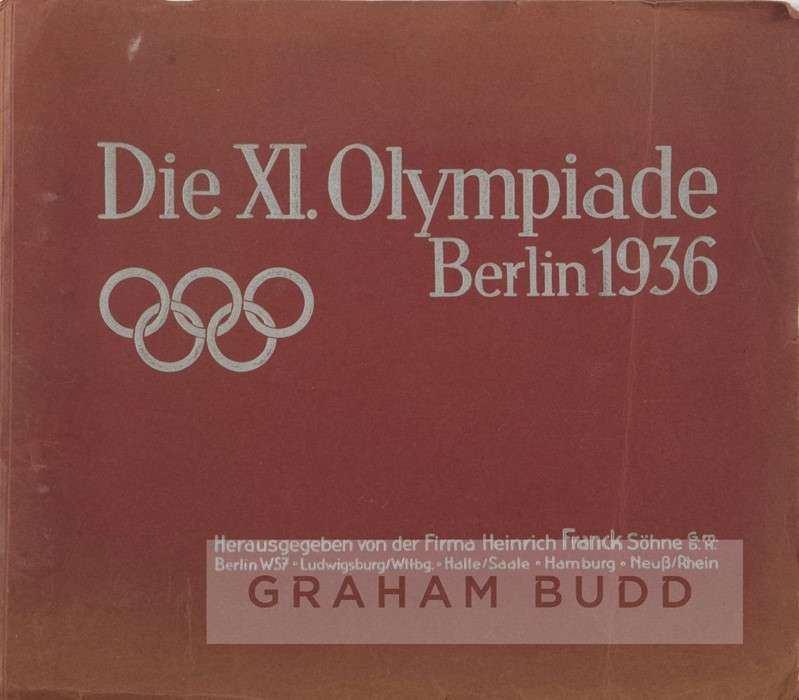 Die XI. Olympiade
Berlin 1936
Herausgegeben von der Firma Heinrich Franck Söhne G.m.b.H.
Berlin W57 • Ludwigsburg/Wttbg. • Halle/Saale • Hamburg • Neuß/Rhein
GRAHAM BUDD